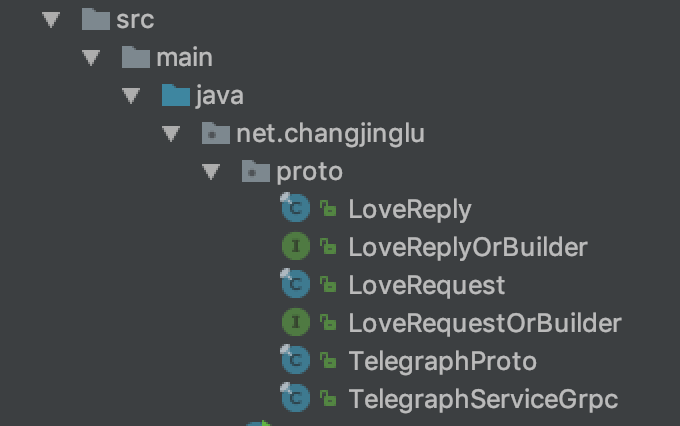 src
main
java
net.changjinglu
proto
C LoveReply
I LoveReplyOrBuilder
C LoveRequest
I LoveRequestOrBuilder
C TelegraphProto
C TelegraphServiceGrpc